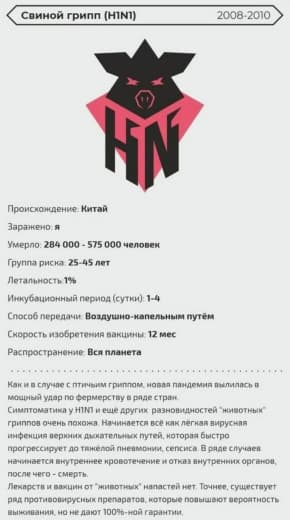 Свиной грипп (H1N1) 2008-2010
H1N1
Происхождение: Китай
Заражено: я
Умерло: 284 000 - 575 000 человек
Группа риска: 25-45 лет
Летальность:1%
Инкубационный период (сутки): 1-4
Способ передачи: Воздушно-капельным путём
Скорость изобретения вакцины: 12 мес
Распространение: Вся планета
Как и в случае с птичьим гриппом, новая пандемия вылилась в
мощный удар по фермерству в ряде стран.
Симптоматика у H1N1 и ещё других разновидностей "животных"
гриппов очень похожа. Начинается всё как лёгкая вирусная
инфекция верхних дыхательных путей, которая быстро
прогрессирует до тяжёлой пневмонии, сепсиса. В ряде случаев
начинается внутреннее кровотечение и отказ внутренних органов,
после чего - смерть.
Лекарств и вакцин от "животных" напастей нет. Точнее, существует
ряд противовирусных препаратов, которые повышают вероятность
выживания, но не дают 100%-ной гарантии.